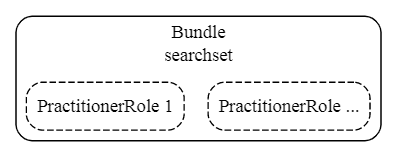 Bundle
searchset
PractitionerRole 1
PractitionerRole ...